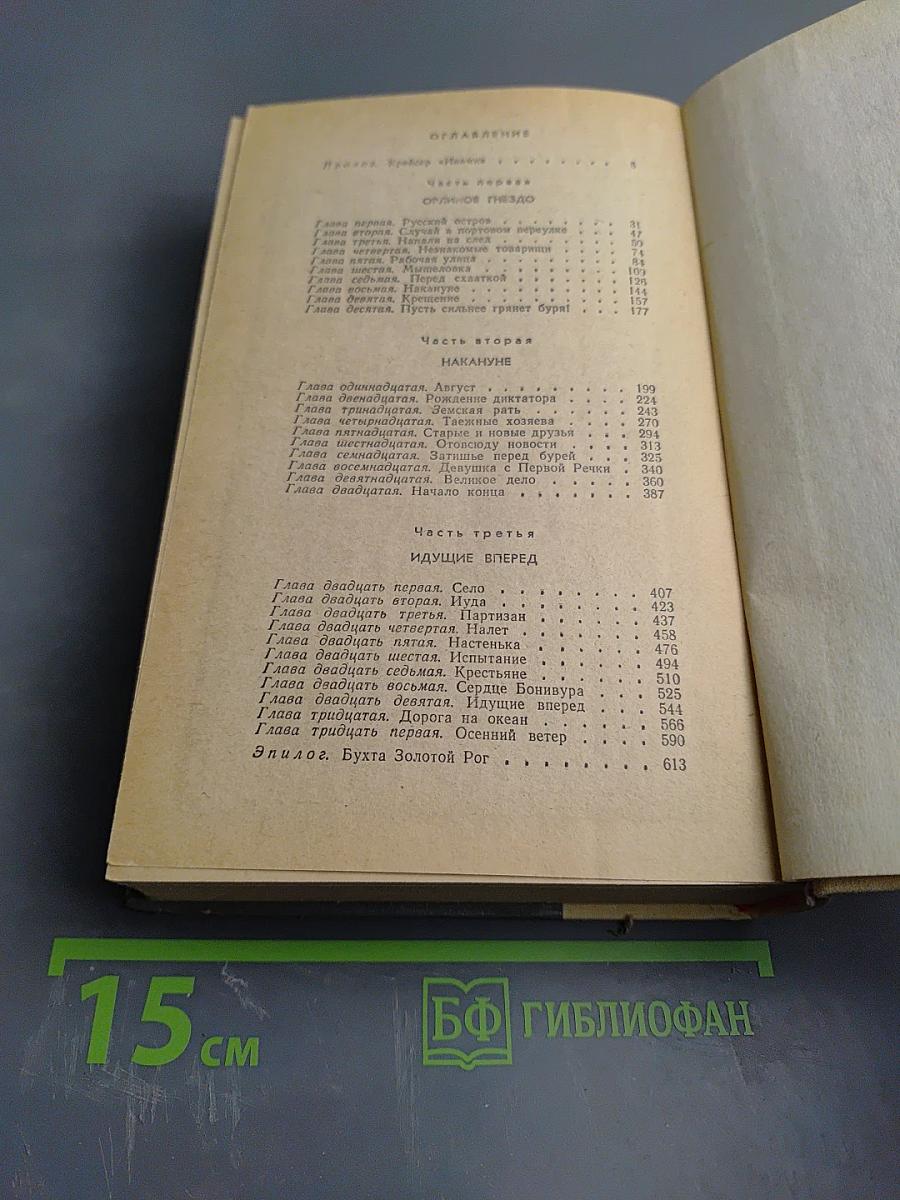 ОГЛАВЛЕНИЕ
Пролог. Крейсер . . . . . . . . .
Часть первая
ОРЛИНОЕ ГНЕЗДО
Глава первая. Русский остров . . . . . . . . 31
Глава вторая. Случай в портовом переулке . . . 47
Глава третья. Напали на след . . . . . . . .
Глава четвертая. Незнакомые товарищи . . . . 74
Глава пятая. Рабочая улица . . . . . . . . 84
Глава шестая. Мышеловка . . . . . . . . 109
Глава седьмая. Перед схваткой . . . . . . . 126
Глава восьмая. Накануне . . . . . . . . . 144
Глава девятая. Крещение . . . . . . . . . 157
Глава десятая. Пусть сильнее грянет буря! . . . 177
Часть вторая
НАКАНУНЕ
Глава одиннадцатая. Август . . . . . . . . . 199
Глава двенадцатая. Рождение диктатора . . . . 224
Глава тринадцатая. Земская рать . . . . . . 243
Глава четырнадцатая. Таежные хозяева . . . . 270
Глава пятнадцатая. Старые и новые друзья . . . 294
Глава шестнадцатая. Отовсюду новости . . . . 313
Глава семнадцатая. Затишье перед бурей . . . 325
Глава восемнадцатая. Девушка с Первой Речки . 340
Глава девятнадцатая. Великое дело . . . . . 360
Глава двадцатая. Начало конца . . . . . . . 387
Часть третья
ИДУЩИЕ ВПЕРЕД
Глава двадцать первая. Село . . . . . . . . 407
Глава двадцать вторая. Иуда . . . . . . . . 423
Глава двадцать третья. Партизан . . . . . . 437
Глава двадцать четвертая. Налет . . . . . . 458
Глава двадцать пятая. Настенька . . . . . . 476
Глава двадцать шестая. Испытание . . . . . 494
Глава двадцать седьмая. Крестьяне . . . . . 510
Глава двадцать восьмая. Сердце Бонивура . . . 525
Глава двадцать девятая. Идущие вперед . . . . 544
Глава тридцатая. Дорога на океан . . . . . . 566
Глава тридцать первая. Осенний ветер . . . . 590
Эпилог. Бухта Золотой Рог . . . . . . . . 613
15 см
БФ ГИБЛИОФАН